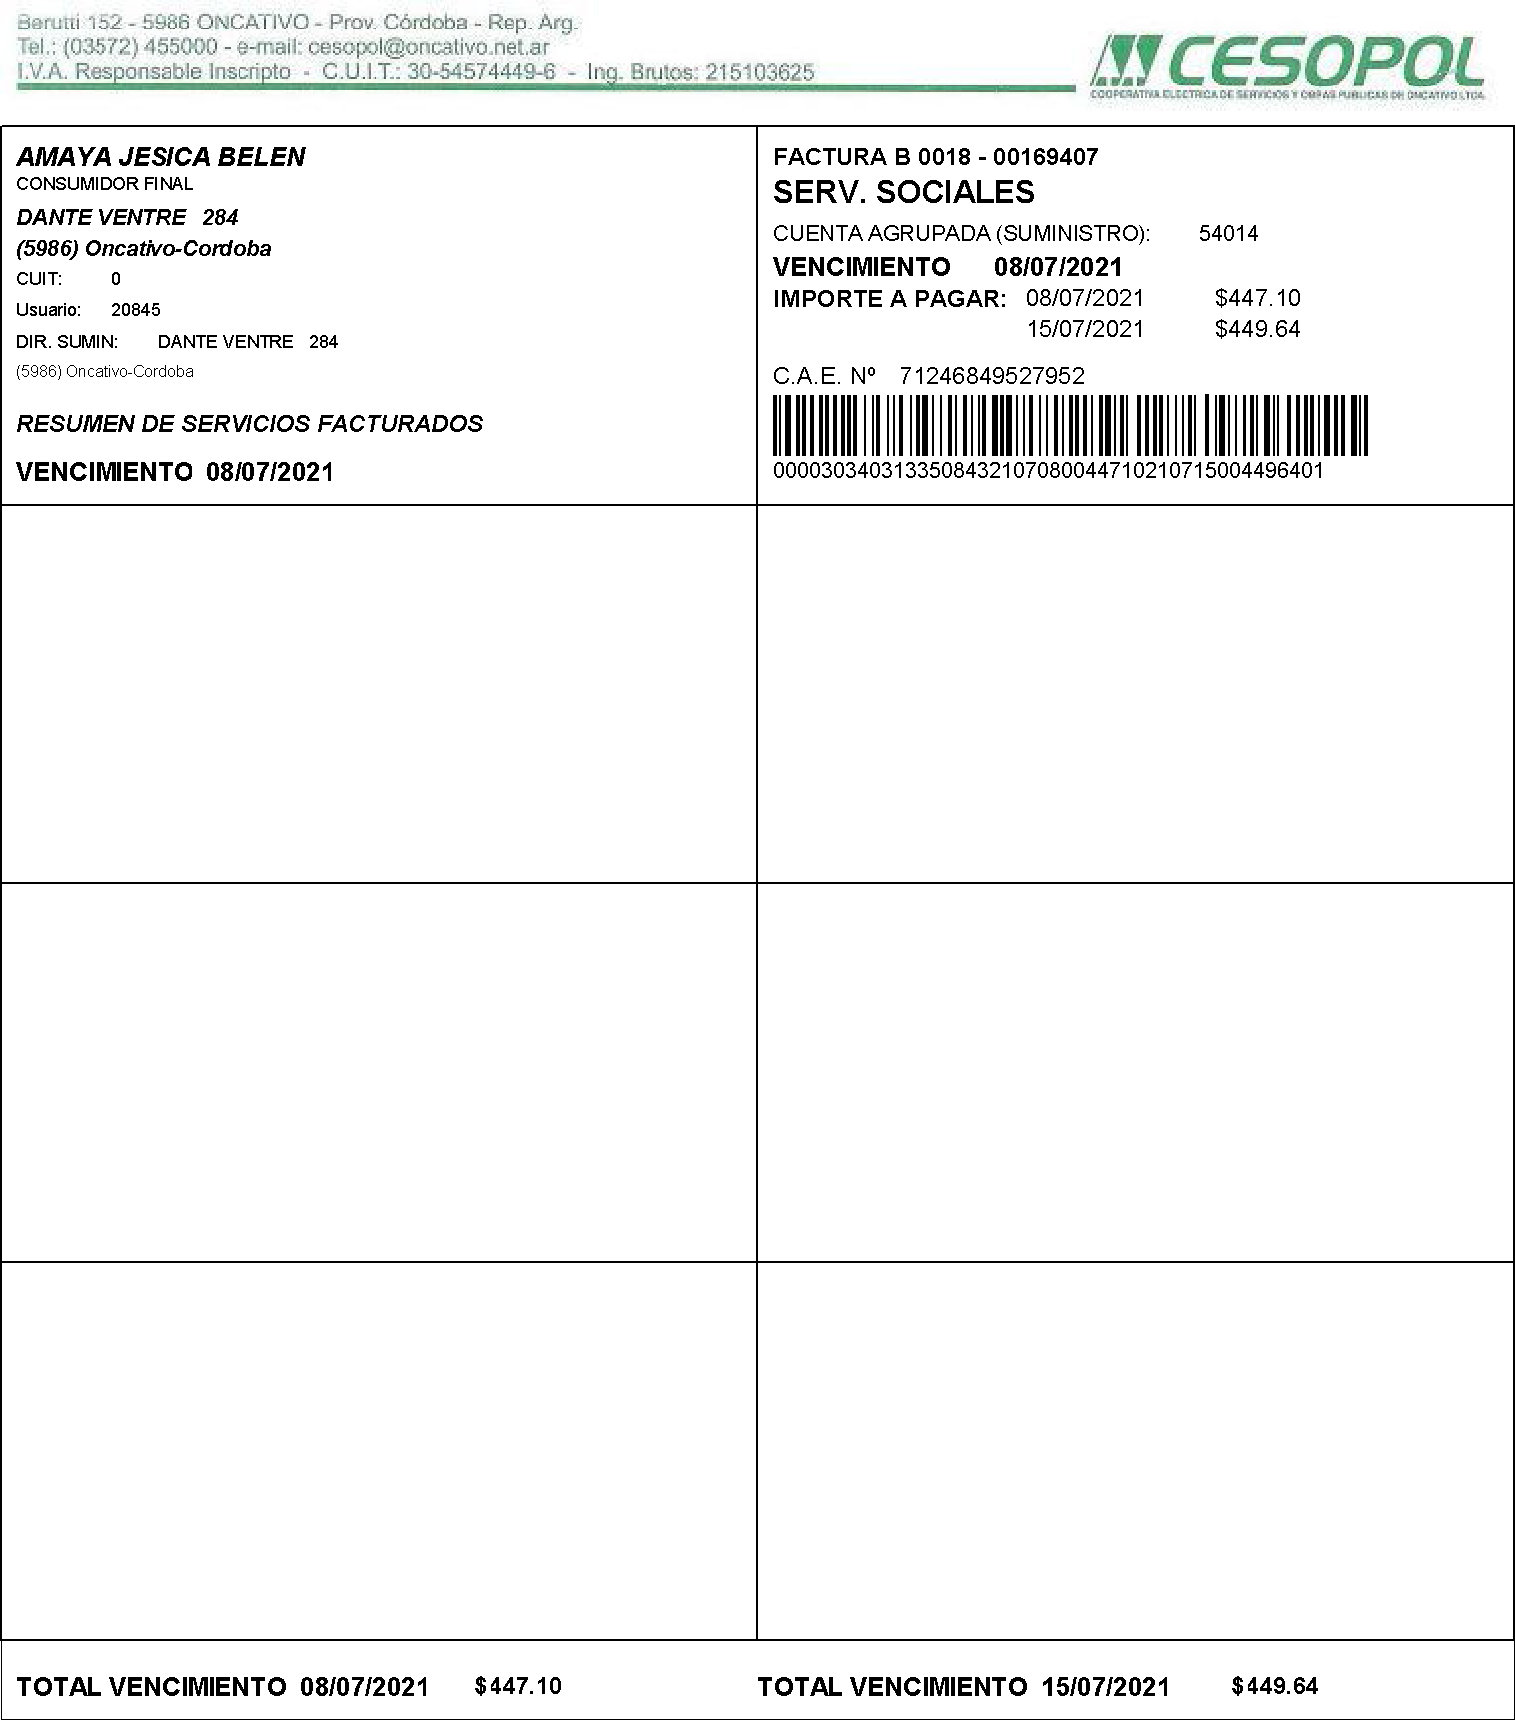 Berutti 152 - 5986 ONCATIVO - Prov. Córdoba - Rep. Arg.
Tel.: (03572) 455000 - e-mail: cesopol@oncativo.net.ar
I.V.A. Responsable Inscripto - C.U.I.T.: 30-54574449-6 - Ing. Brutos: 215103625
CESOPOL
COOPERATIVA ELECTRICA DE SERVICIOS Y OBRAS PUBLICAS DE ONCATIVO LTDA.
AMAYA JESICA BELEN
CONSUMIDOR FINAL
DANTE VENTRE 284
(5986) Oncativo-Cordoba
CUIT: 0
Usuario: 20845
DIR. SUMIN: DANTE VENTRE 284
(5986) Oncativo-Cordoba
RESUMEN DE SERVICIOS FACTURADOS
VENCIMIENTO 08/07/2021
FACTURA B 0018 - 00169407
SERV. SOCIALES
CUENTA AGRUPADA (SUMINISTRO): 54014
VENCIMIENTO 08/07/2021
IMPORTE A PAGAR: 08/07/2021 $447.10
15/07/2021 $449.64
C.A.E. Nº 71246849527952
0000303403133508432107080044710210715004496401
TOTAL VENCIMIENTO 08/07/2021 $447.10
TOTAL VENCIMIENTO 15/07/2021 $449.64